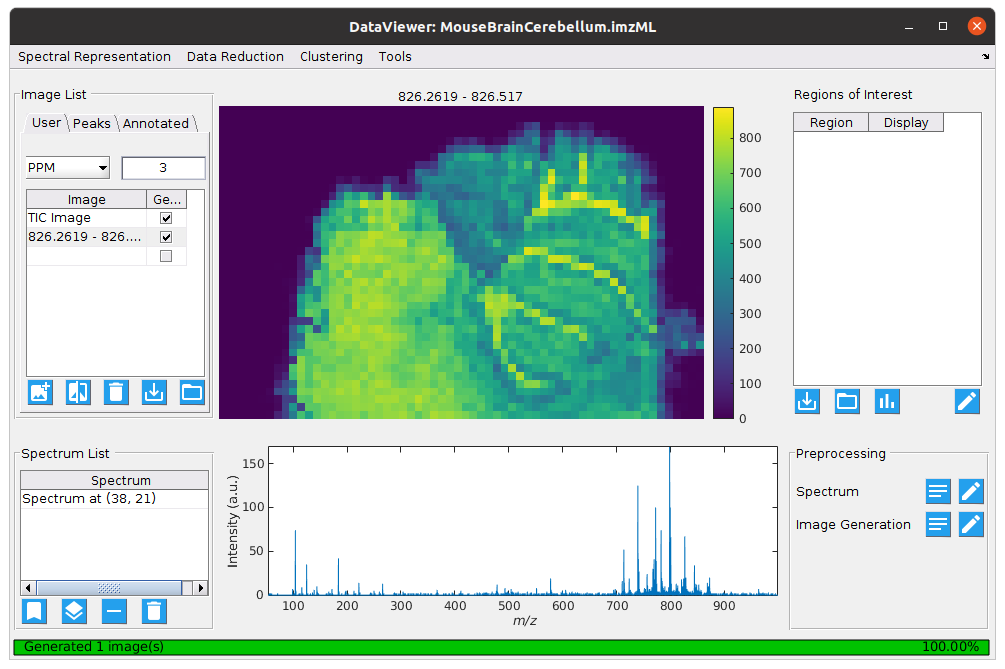 DataViewer: MouseBrainCerebellum.imzML
Spectral Representation Data Reduction Clustering Tools
Image List
User Peaks Annotated
PPM 3
Image Ge...
TIC Image
826.2619 - 826....
826.2619 - 826.517
800
700
600
500
400
300
200
100
0
Regions of Interest
Region Display
Spectrum List
Spectrum
Spectrum at (38, 21)
Intensity (a.u.)
150
100
50
0
100 200 300 400 500 600 700 800 900
m/z
Preprocessing
Spectrum
Image Generation
Generated 1 image(s) 100.00%